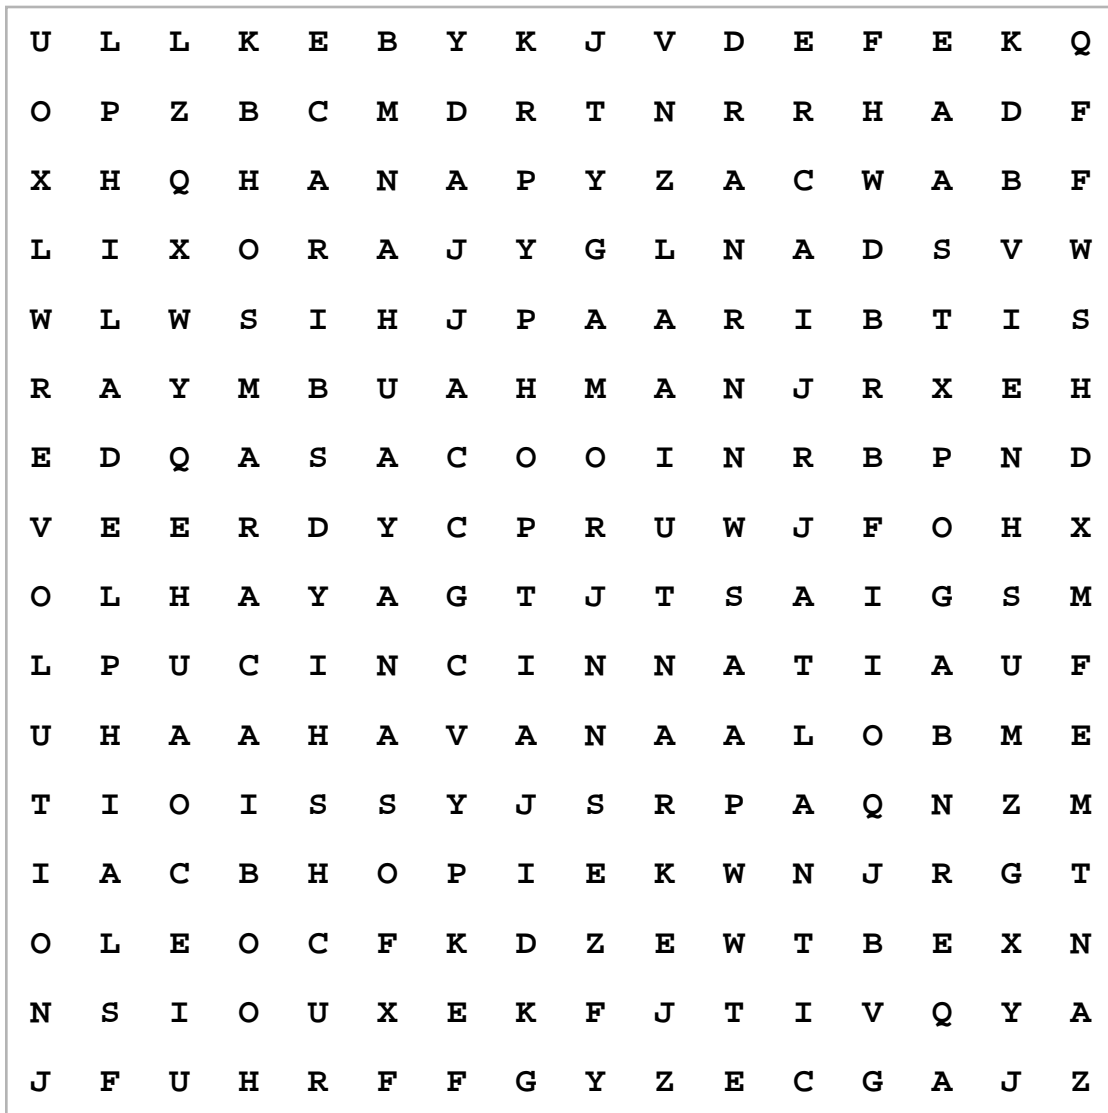 U L L K E B Y K J V D E F E K Q
O P Z B C M D R T N R R H A D F
X H Q H A N A P Y Z A C W A B F
L I X O R A J Y G L N A D S V W
W L W S I H J P A A R I B T I S
R A Y M B U A H M A N J R X E H
E D Q A S A C O O I N R B P N D
V E E R D Y C P R U W J F O H X
O L H A Y A G T J T S A I G S M
L P U C I N C I N N A T I A U F
U H A A H A V A N A A L O B M E
T I O I S S Y J S R P A Q N Z M
I A C B H O P I E K W N J R G T
O L E O C F K D Z E W T B E X N
N S I O U X E K F J T I V Q Y A
J F U H R F F G Y Z E C G A J Z